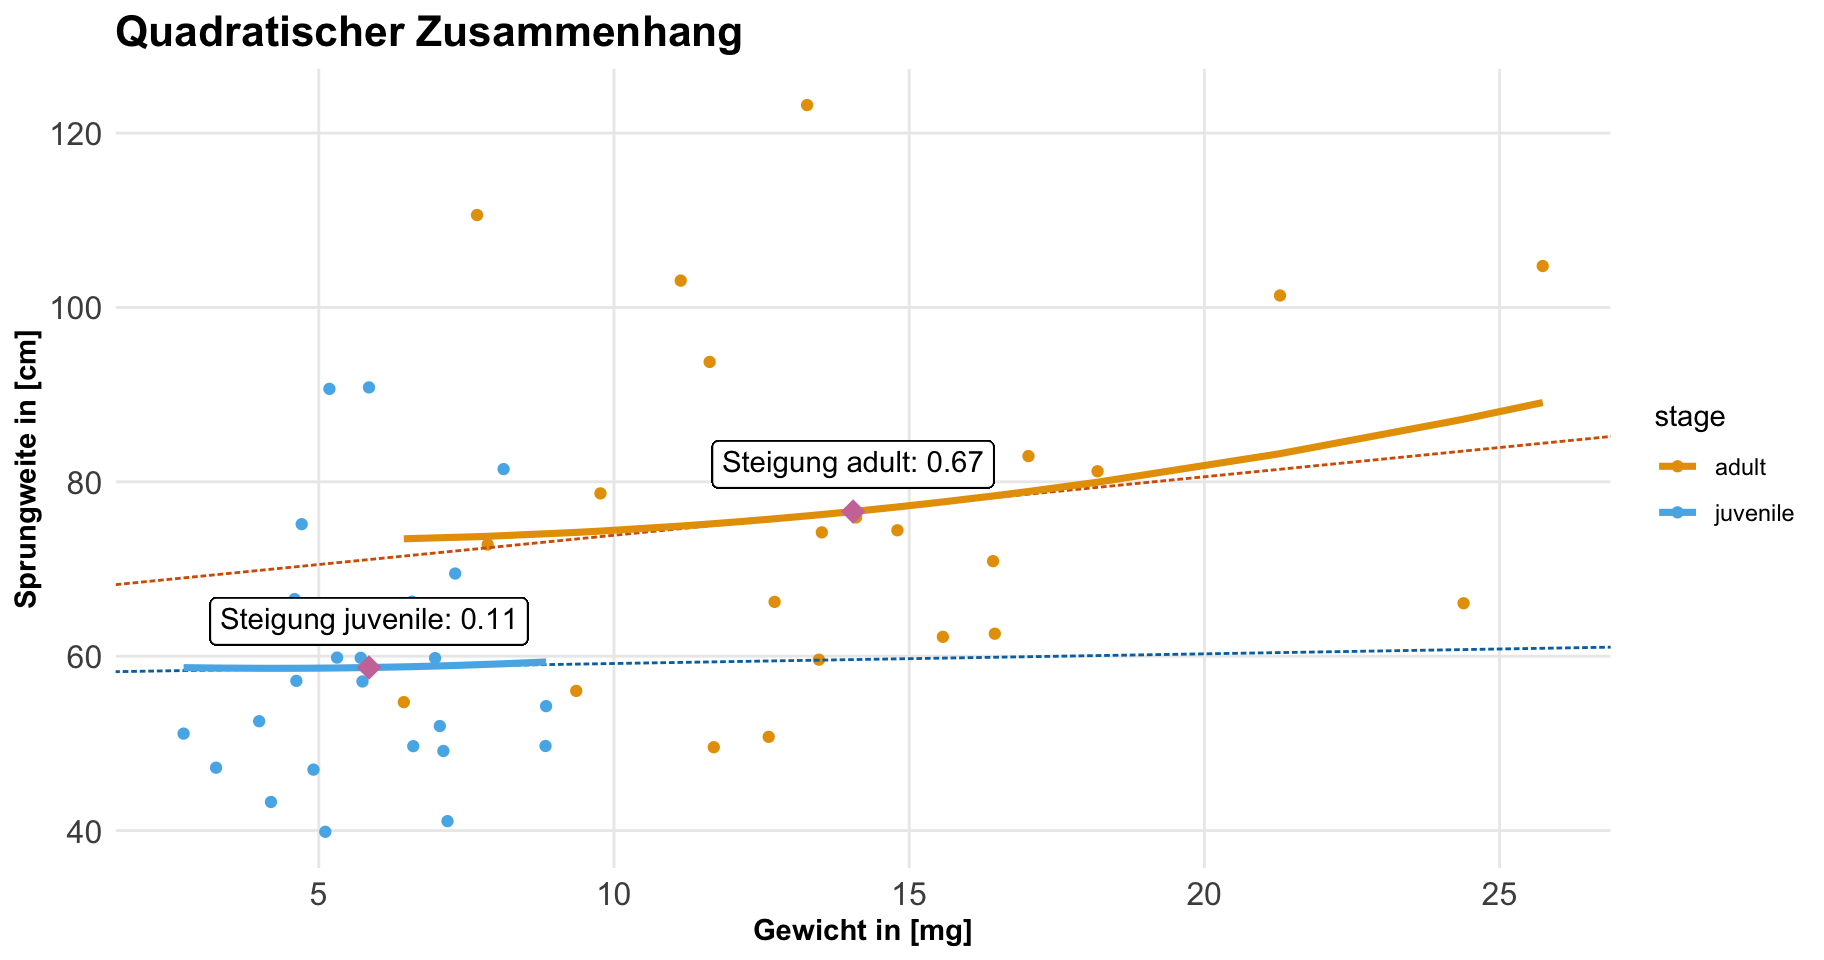 Quadratischer Zusammenhang
120
100
80
60
40
Sprungweite in [cm]
Steigung adult: 0.67
Steigung juvenile: 0.11
stage
adult
juvenile
5 10 15 20 25
Gewicht in [mg]